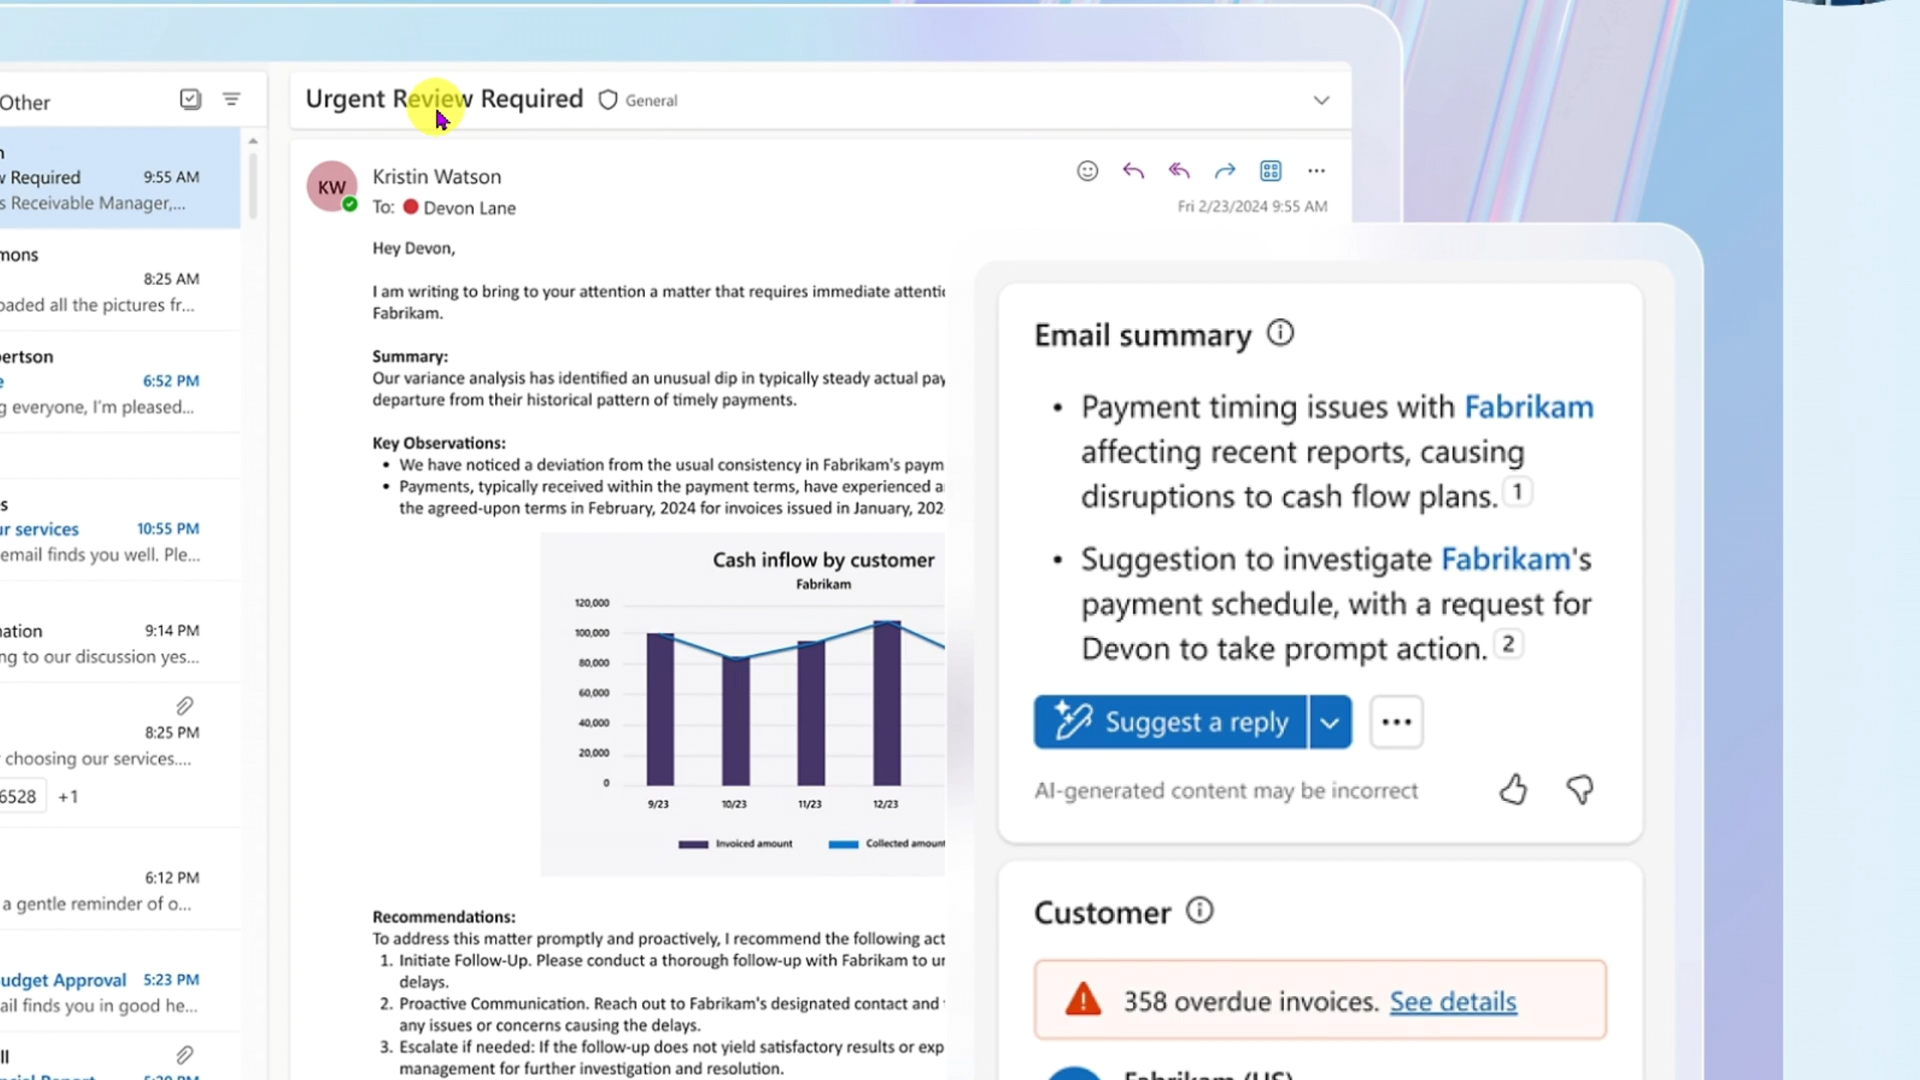 Other
w Required 9:55 AM
s Receivable Manager,...
mons
8:25 AM
oaded all the pictures fr...
ertson
e 6:52 PM
g everyone, I'm pleased...
s
ur services 10:55 PM
email finds you well. Ple...
nation 9:14 PM
ng to our discussion yes...
8:25 PM
choosing our services....
6528 +1
6:12 PM
a gentle reminder of o...
udget Approval 5:23 PM
ail finds you in good he...
ll
Urgent Review Required General
KW
Kristin Watson
To: Devon Lane
Fri 2/23/2024 9:55 AM
Hey Devon,
I am writing to bring to your attention a matter that requires immediate attentio
Fabrikam.
Summary:
Our variance analysis has identified an unusual dip in typically steady actual pay
departure from their historical pattern of timely payments.
Key Observations:
• We have noticed a deviation from the usual consistency in Fabrikam's paym
• Payments, typically received within the payment terms, have experienced a
the agreed-upon terms in February, 2024 for invoices issued in January, 202
Cash inflow by customer
Fabrikam
120,000
100,000
80,000
60,000
40,000
20,000
0
9/23 10/23 11/23 12/23
Invoiced amount Collected amount
Recommendations:
To address this matter promptly and proactively, I recommend the following act
1. Initiate Follow-Up. Please conduct a thorough follow-up with Fabrikam to ur
delays.
2. Proactive Communication. Reach out to Fabrikam's designated contact and
any issues or concerns causing the delays.
3. Escalate if needed: If the follow-up does not yield satisfactory results or exp
management for further investigation and resolution.
Email summary
• Payment timing issues with Fabrikam
affecting recent reports, causing
disruptions to cash flow plans. 1
• Suggestion to investigate Fabrikam's
payment schedule, with a request for
Devon to take prompt action. 2
Suggest a reply
AI-generated content may be incorrect
Customer
358 overdue invoices. See details
Fabrikam (US)